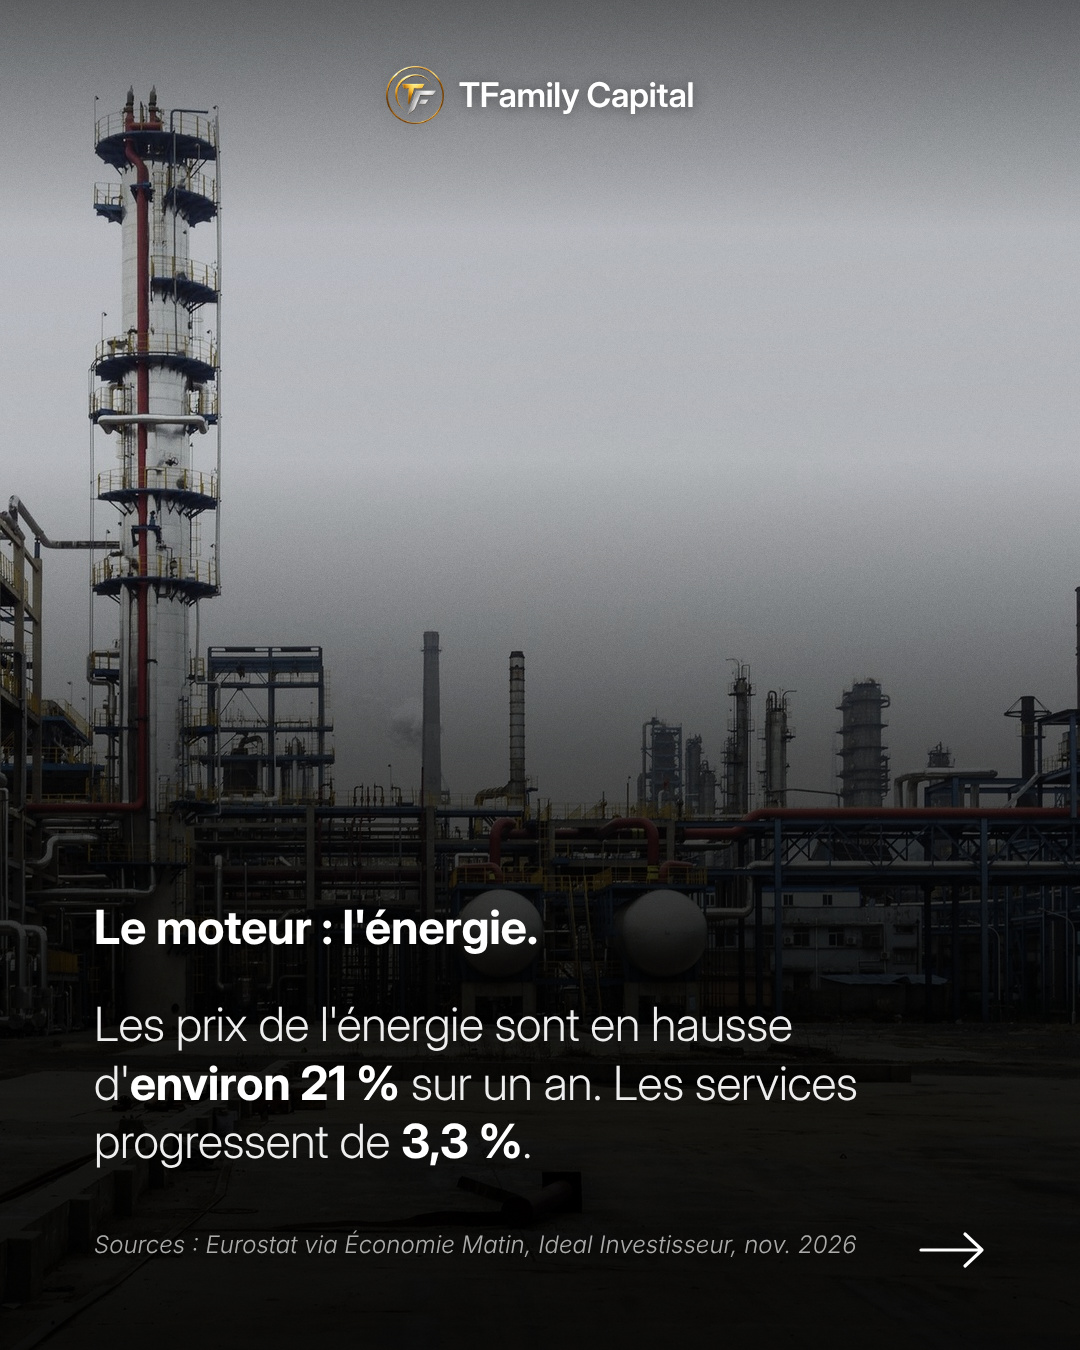 TFamily Capital
Le moteur : l'énergie.
Les prix de l'énergie sont en hausse
d'environ 21 % sur un an. Les services
progressent de 3,3 %.
Sources : Eurostat via Économie Matin, Ideal Investisseur, nov. 2026